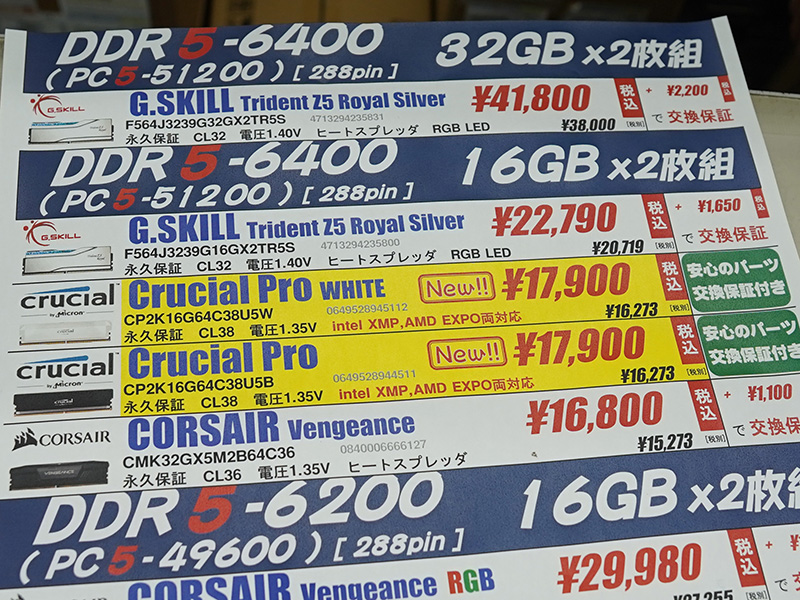 DDR5-6400 32GB x2枚組
(PC5-51200) [288pin]
G.SKILL
G.SKILL Trident Z5 Royal Silver ¥41,800 税込 + ¥2,200 税込
F564J3239G32GX2TR5S 4713294235831 ¥38,000 [税別] で 交換保証
永久保証 CL32 電圧1.40V ヒートスプレッダ RGB LED
DDR5-6400 16GB x2枚組
(PC5-51200) [288pin]
G.SKILL
G.SKILL Trident Z5 Royal Silver ¥22,790 税込 + ¥1,650 税込
F564J3239G16GX2TR5S 4713294235800 ¥20,719 [税別] で 交換保証
永久保証 CL32 電圧1.40V ヒートスプレッダ RGB LED
crucial by Micron
Crucial Pro WHITE New!! ¥17,900 税込 安心のパーツ
CP2K16G64C38U5W 0649528945112 ¥16,273 [税別] 交換保証付き
永久保証 CL38 電圧1.35V intel XMP,AMD EXPO両対応
crucial by Micron
Crucial Pro New!! ¥17,900 税込 安心のパーツ
CP2K16G64C38U5B 0649528944511 ¥16,273 [税別] 交換保証付き
永久保証 CL38 電圧1.35V intel XMP,AMD EXPO両対応
CORSAIR
CORSAIR Vengeance ¥16,800 税込 + ¥1,100
CMK32GX5M2B64C36 0840006666127 ¥15,273 [税別] で 交換保
永久保証 CL36 電圧1.35V ヒートスプレッダ
DDR5-6200 16GB x2枚組
(PC5-49600) [288pin]
CORSAIR Vengeance RGB ¥29,980 税込 +